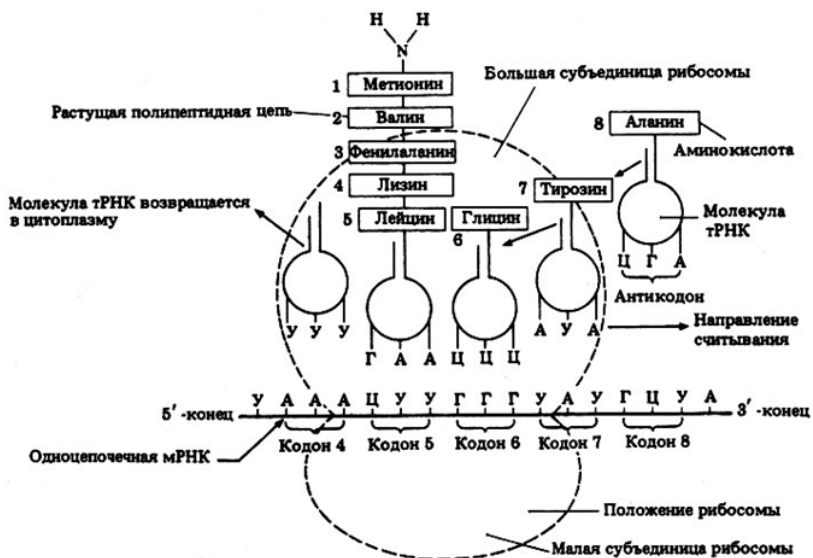 H H
N
1 Метионин
Большая субъединица рибосомы
Растущая полипептидная цепь
2 Валин
8 Аланин
3 Фенилаланин
Аминокислота
4 Лизин
7 Тирозин
Молекула тРНК возвращается
в цитоплазму
5 Лейцин
Глицин
6
Молекула
тРНК
Ц Г А
Антикодон
У У У
А У А
Направление
считывания
Г А А
Ц Ц Ц
5′-конец
У А А А Ц У У Г Г Г У А У Г Ц У А
3′-конец
Кодон 4 Кодон 5 Кодон 6 Кодон 7 Кодон 8
Одноцепочечная мРНК
Положение рибосомы
Малая субъединица рибосомы